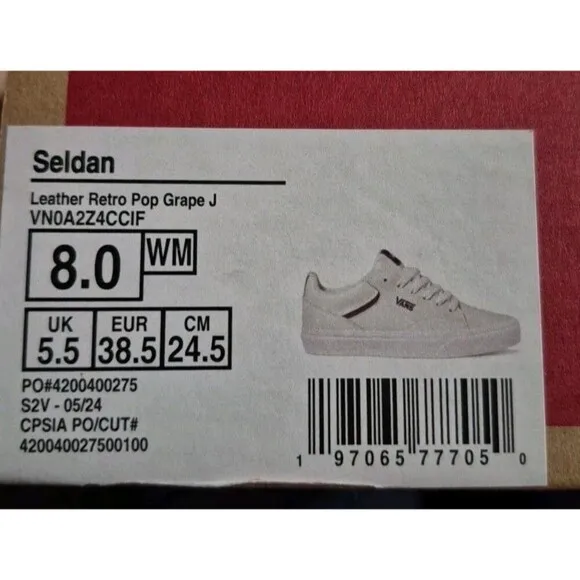 Seldan
Leather Retro Pop Grape J
VN0A2Z4CCIF
8.0 WM
UK EUR CM
5.5 38.5 24.5
VANS
PO#4200400275
S2V - 05/24
CPSIA PO/CUT#
420040027500100
1 97065 77705 0